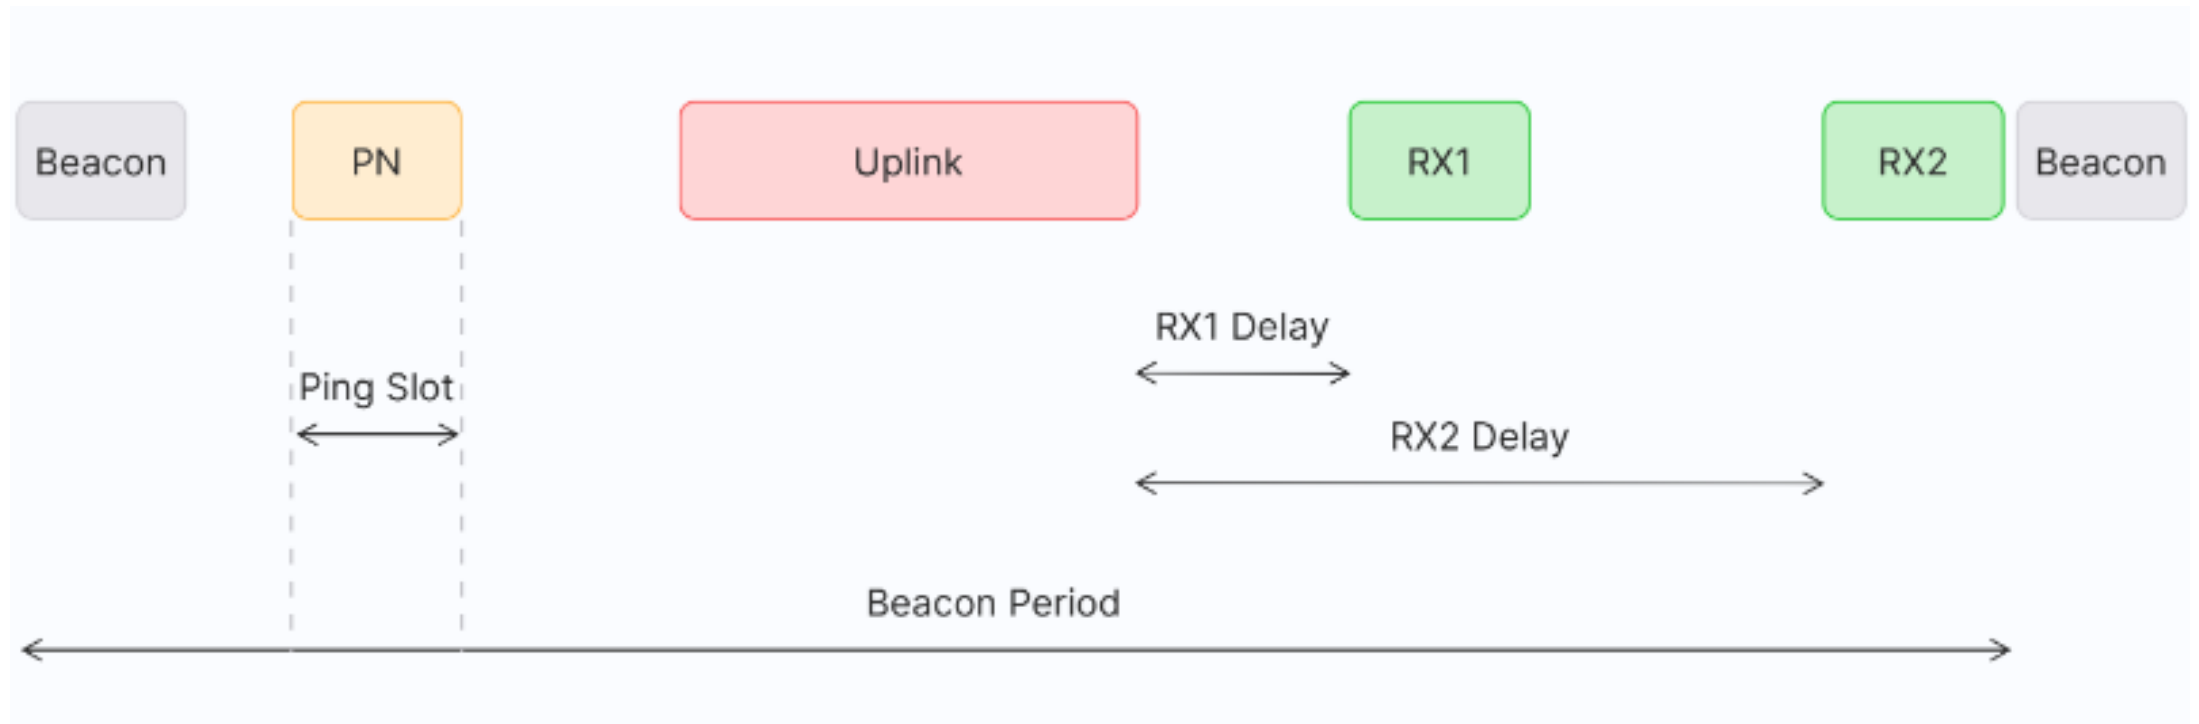 Beacon
PN
Uplink
RX1
RX2
Beacon
RX1 Delay
Ping Slot
RX2 Delay
Beacon Period